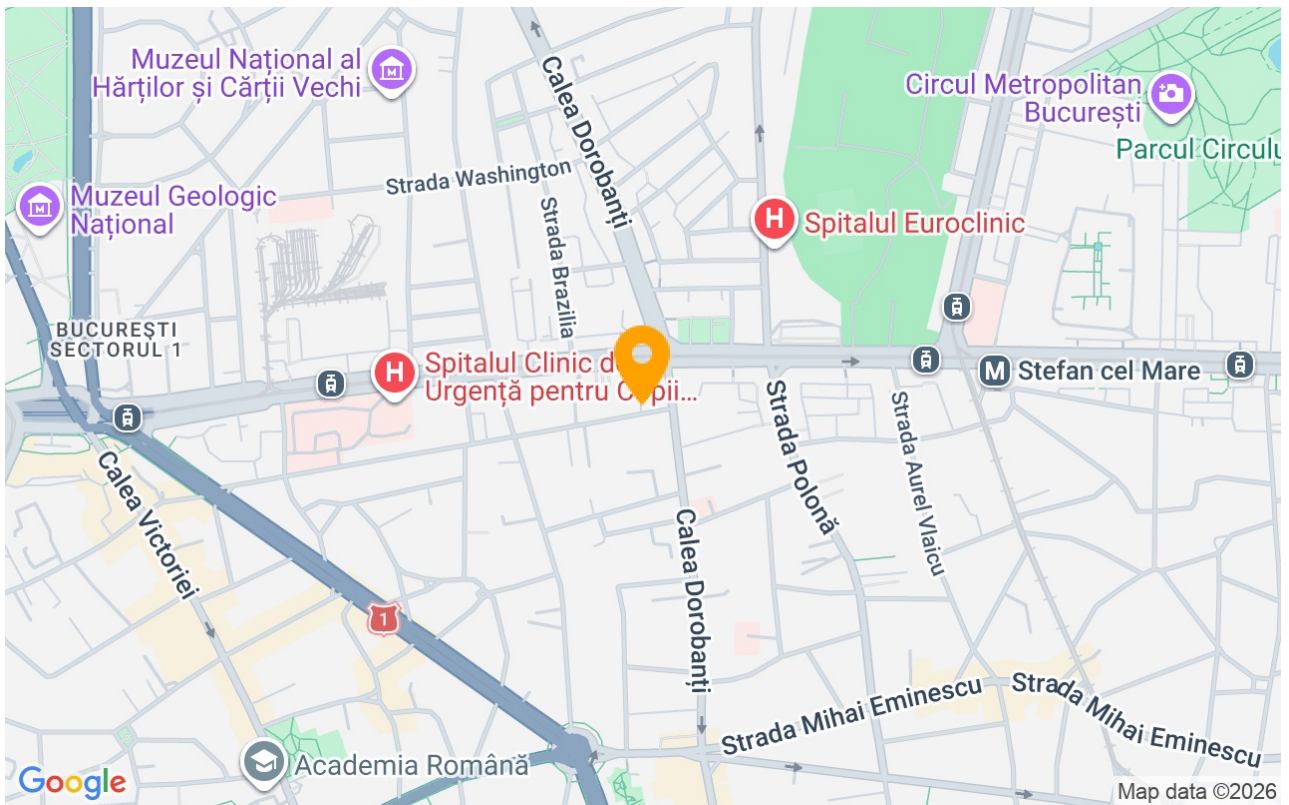 Muzeul Național al
Hărților și Cărții Vechi
Calea Dorobanți
Circul Metropolitan
București
Parcul Circulu
Strada Washington
Muzeul Geologic
Național
Strada Brazilia
H
Spitalul Euroclinic
BUCUREȘTI
SECTORUL 1
H
Spitalul Clinic d
Urgență pentru C pii...
M
Stefan cel Mare
Strada Polonă
Strada Aurel Vlaicu
Calea Victoriei
Calea Dorobanți
1
Strada Mihai Eminescu
Strada Mihai Eminescu
Academia Română
Google
Map data ©2026